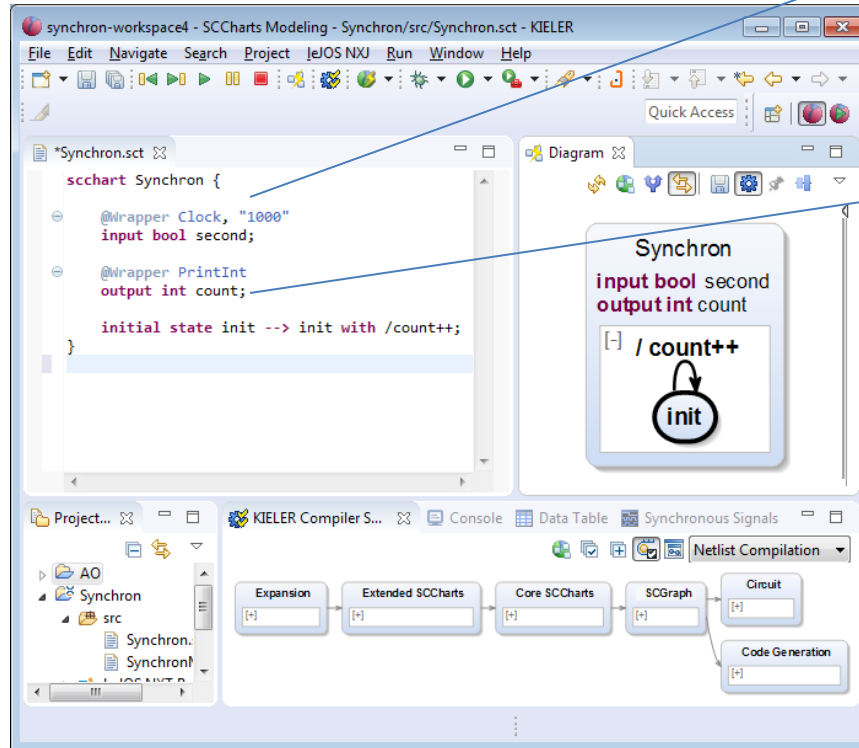 synchron-workspace4 - SCCharts Modeling - Synchron/src/Synchron.sct - KIELER
File Edit Navigate Search Project leJOS NXJ Run Window Help
Quick Access
*Synchron.sct
scchart Synchron {
@Wrapper Clock, "1000"
input bool second;
@Wrapper PrintInt
output int count;
initial state init --> init with /count++;
}
Diagram
Synchron
input bool second
output int count
[-] / count++
init
Project...
AO
Synchron
src
Synchron.
Synchron
KIELER Compiler S... Console Data Table Synchronous Signals
Netlist Compilation
Expansion
[+]
Extended SCCharts
[+]
Core SCCharts
[+]
SCGraph
[+]
Circuit
[+]
Code Generation
[+]